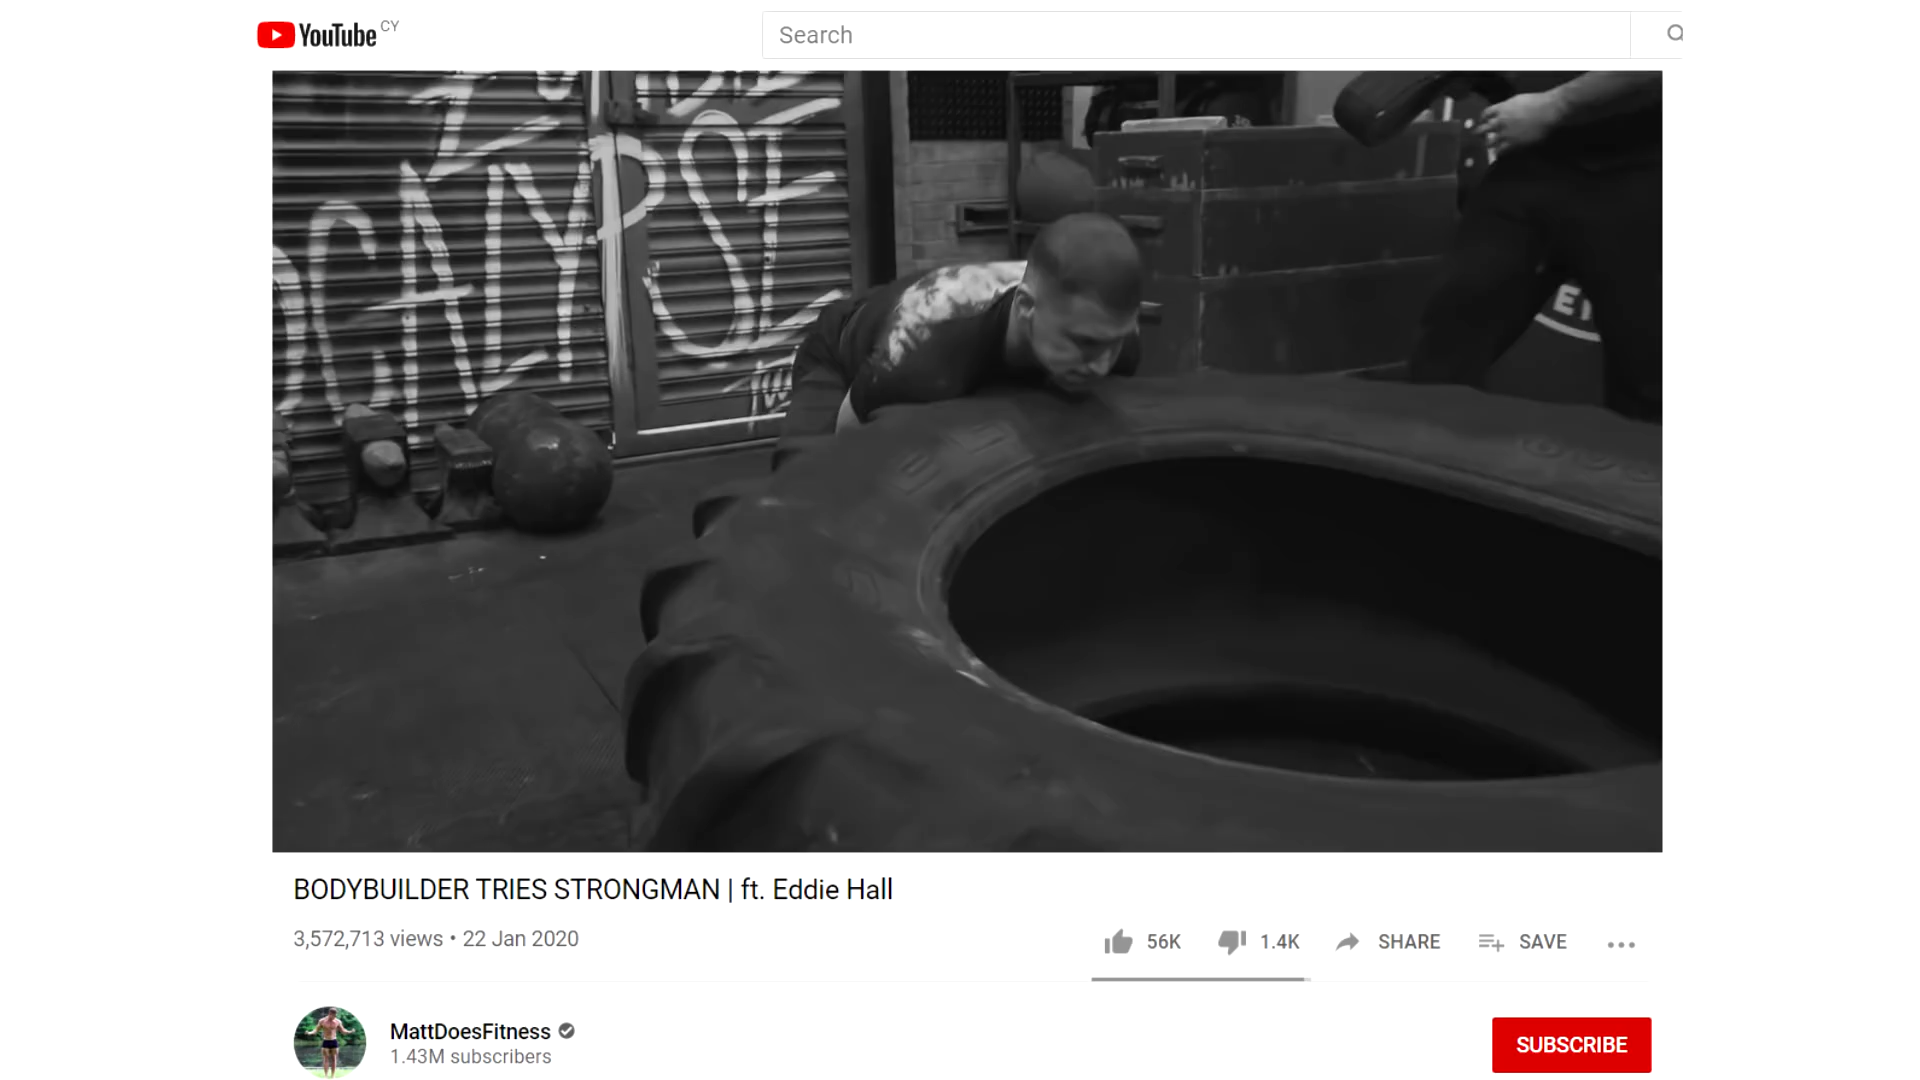 YouTube CY
Search
CALYPSE
BODYBUILDER TRIES STRONGMAN | ft. Eddie Hall
3,572,713 views • 22 Jan 2020
56K 1.4K SHARE SAVE
MattDoesFitness
1.43M subscribers
SUBSCRIBE